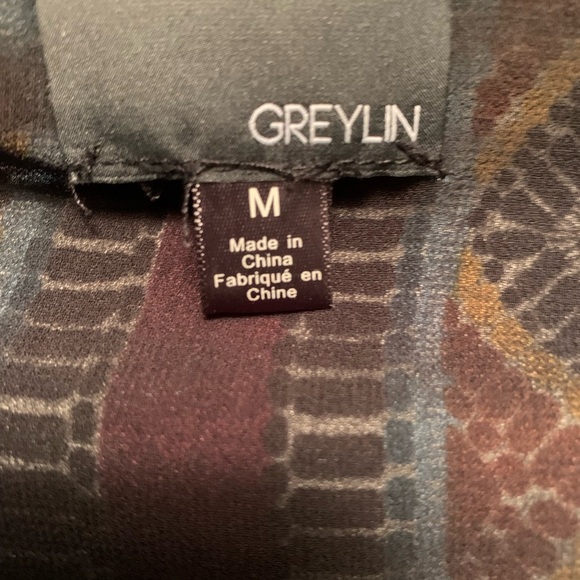 GREYLIN
M
Made in
China
Fabriqué en
Chine